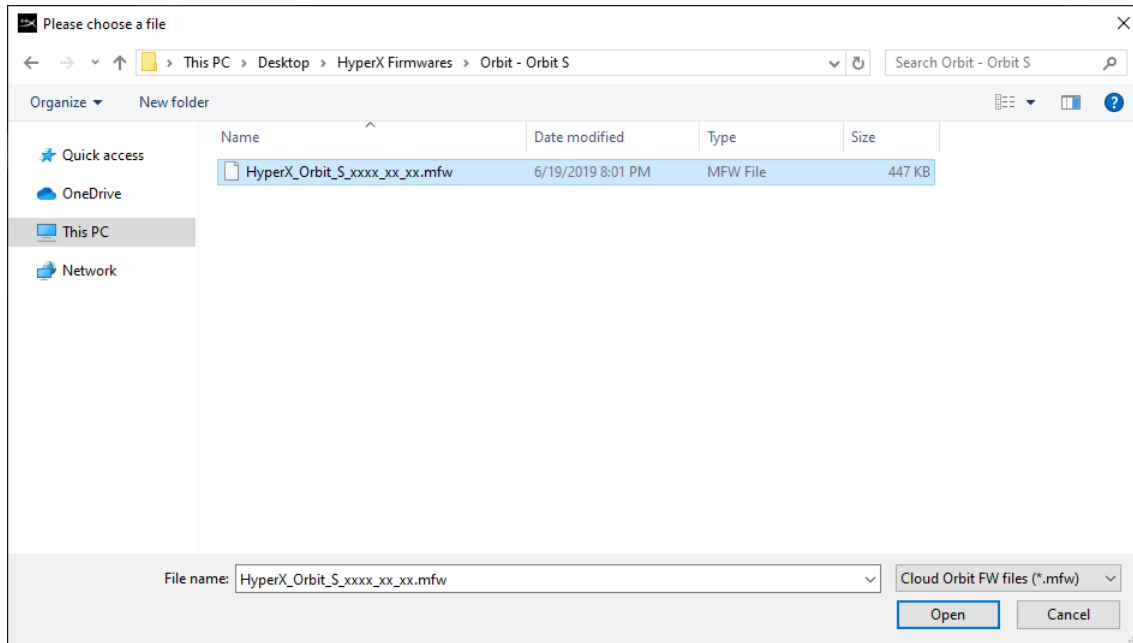 Please choose a file
This PC > Desktop > HyperX Firmwares > Orbit - Orbit S
Search Orbit - Orbit S
Organize
New folder
?
Name
Date modified
Type
Size
Quick access
OneDrive
This PC
Network
HyperX_Orbit_S_xxxx_xx_xx.mfw
6/19/2019 8:01 PM
MFW File
447 KB
File name:
HyperX_Orbit_S_xxxx_xx_xx.mfw
Cloud Orbit FW files (*.mfw)
Open
Cancel